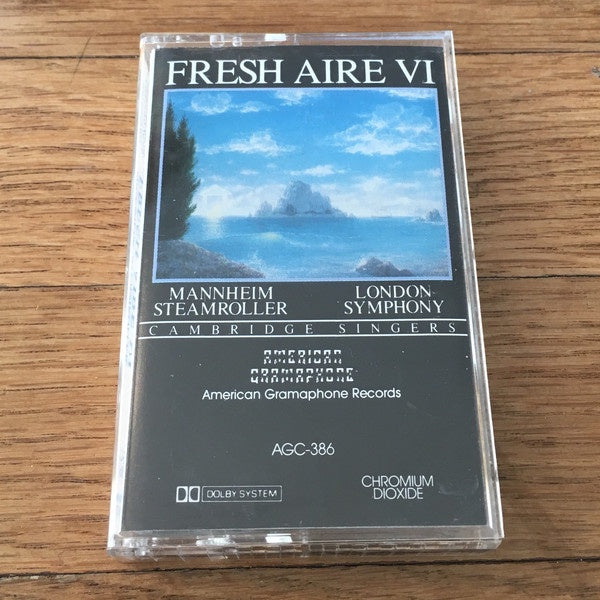 FRESH AIRE VI
MANNHEIM STEAMROLLER
LONDON SYMPHONY
CAMBRIDGE SINGERS
AMERICAN
GRAMAPHONE
American Gramaphone Records
AGC-386
DOLBY SYSTEM
CHROMIUM
DIOXIDE